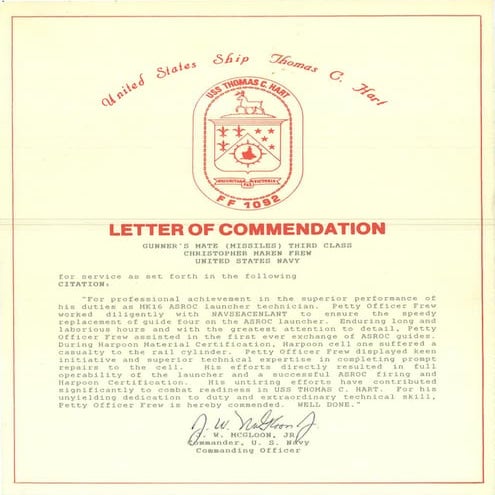 United States Ship Thomas C. Hart
USS THOMAS C. HART
FF 1092
LETTER OF COMMENDATION
GUNNER'S MATE (MISSILES) THIRD CLASS
CHRISTOPHER MAREN FREW
UNITED STATES NAVY
for service as set forth in the following
CITATION:
"For professional achievement in the superior performance of
his duties as MK16 ASROC launcher technician. Petty Officer Frew
worked diligently with NAVSEACENLANT to ensure the speedy
replacement of guide four on the ASROC launcher. Enduring long and
laborious hours and with the greatest attention to detail, Petty
Officer Frew assisted in the first ever exchange of ASROC guides.
During Harpoon Material Certification, Harpoon cell one suffered a
casualty to the rail cylinder. Petty Officer Frew displayed keen
initiative and superior technical expertise in completing prompt
repairs to the cell. His efforts directly resulted in full
operability of the launcher and a successful ASROC firing and
Harpoon Certification. His untiring efforts have contributed
significantly to combat readiness in USS THOMAS C. HART. For his
unyielding dedication to duty and extraordinary technical skill,
Petty Officer Frew is hereby commended. WELL DONE."
J. W. McGloon Jr
J. W. MCGLOON, JR
Commander, U. S. Navy
Commanding Officer